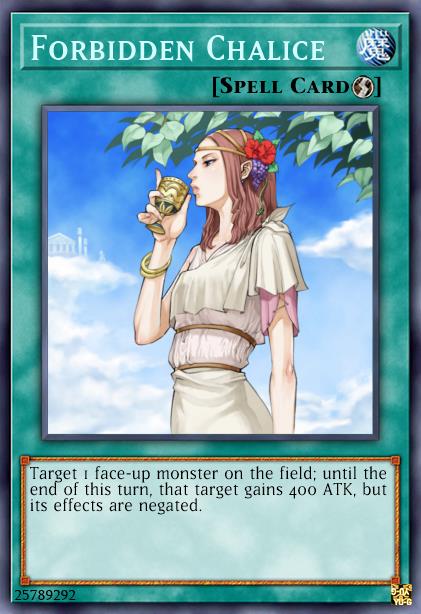 Forbidden Chalice
魔
[Spell Card]
Target 1 face-up monster on the field; until the
end of this turn, that target gains 400 ATK, but
its effects are negated.
25789292